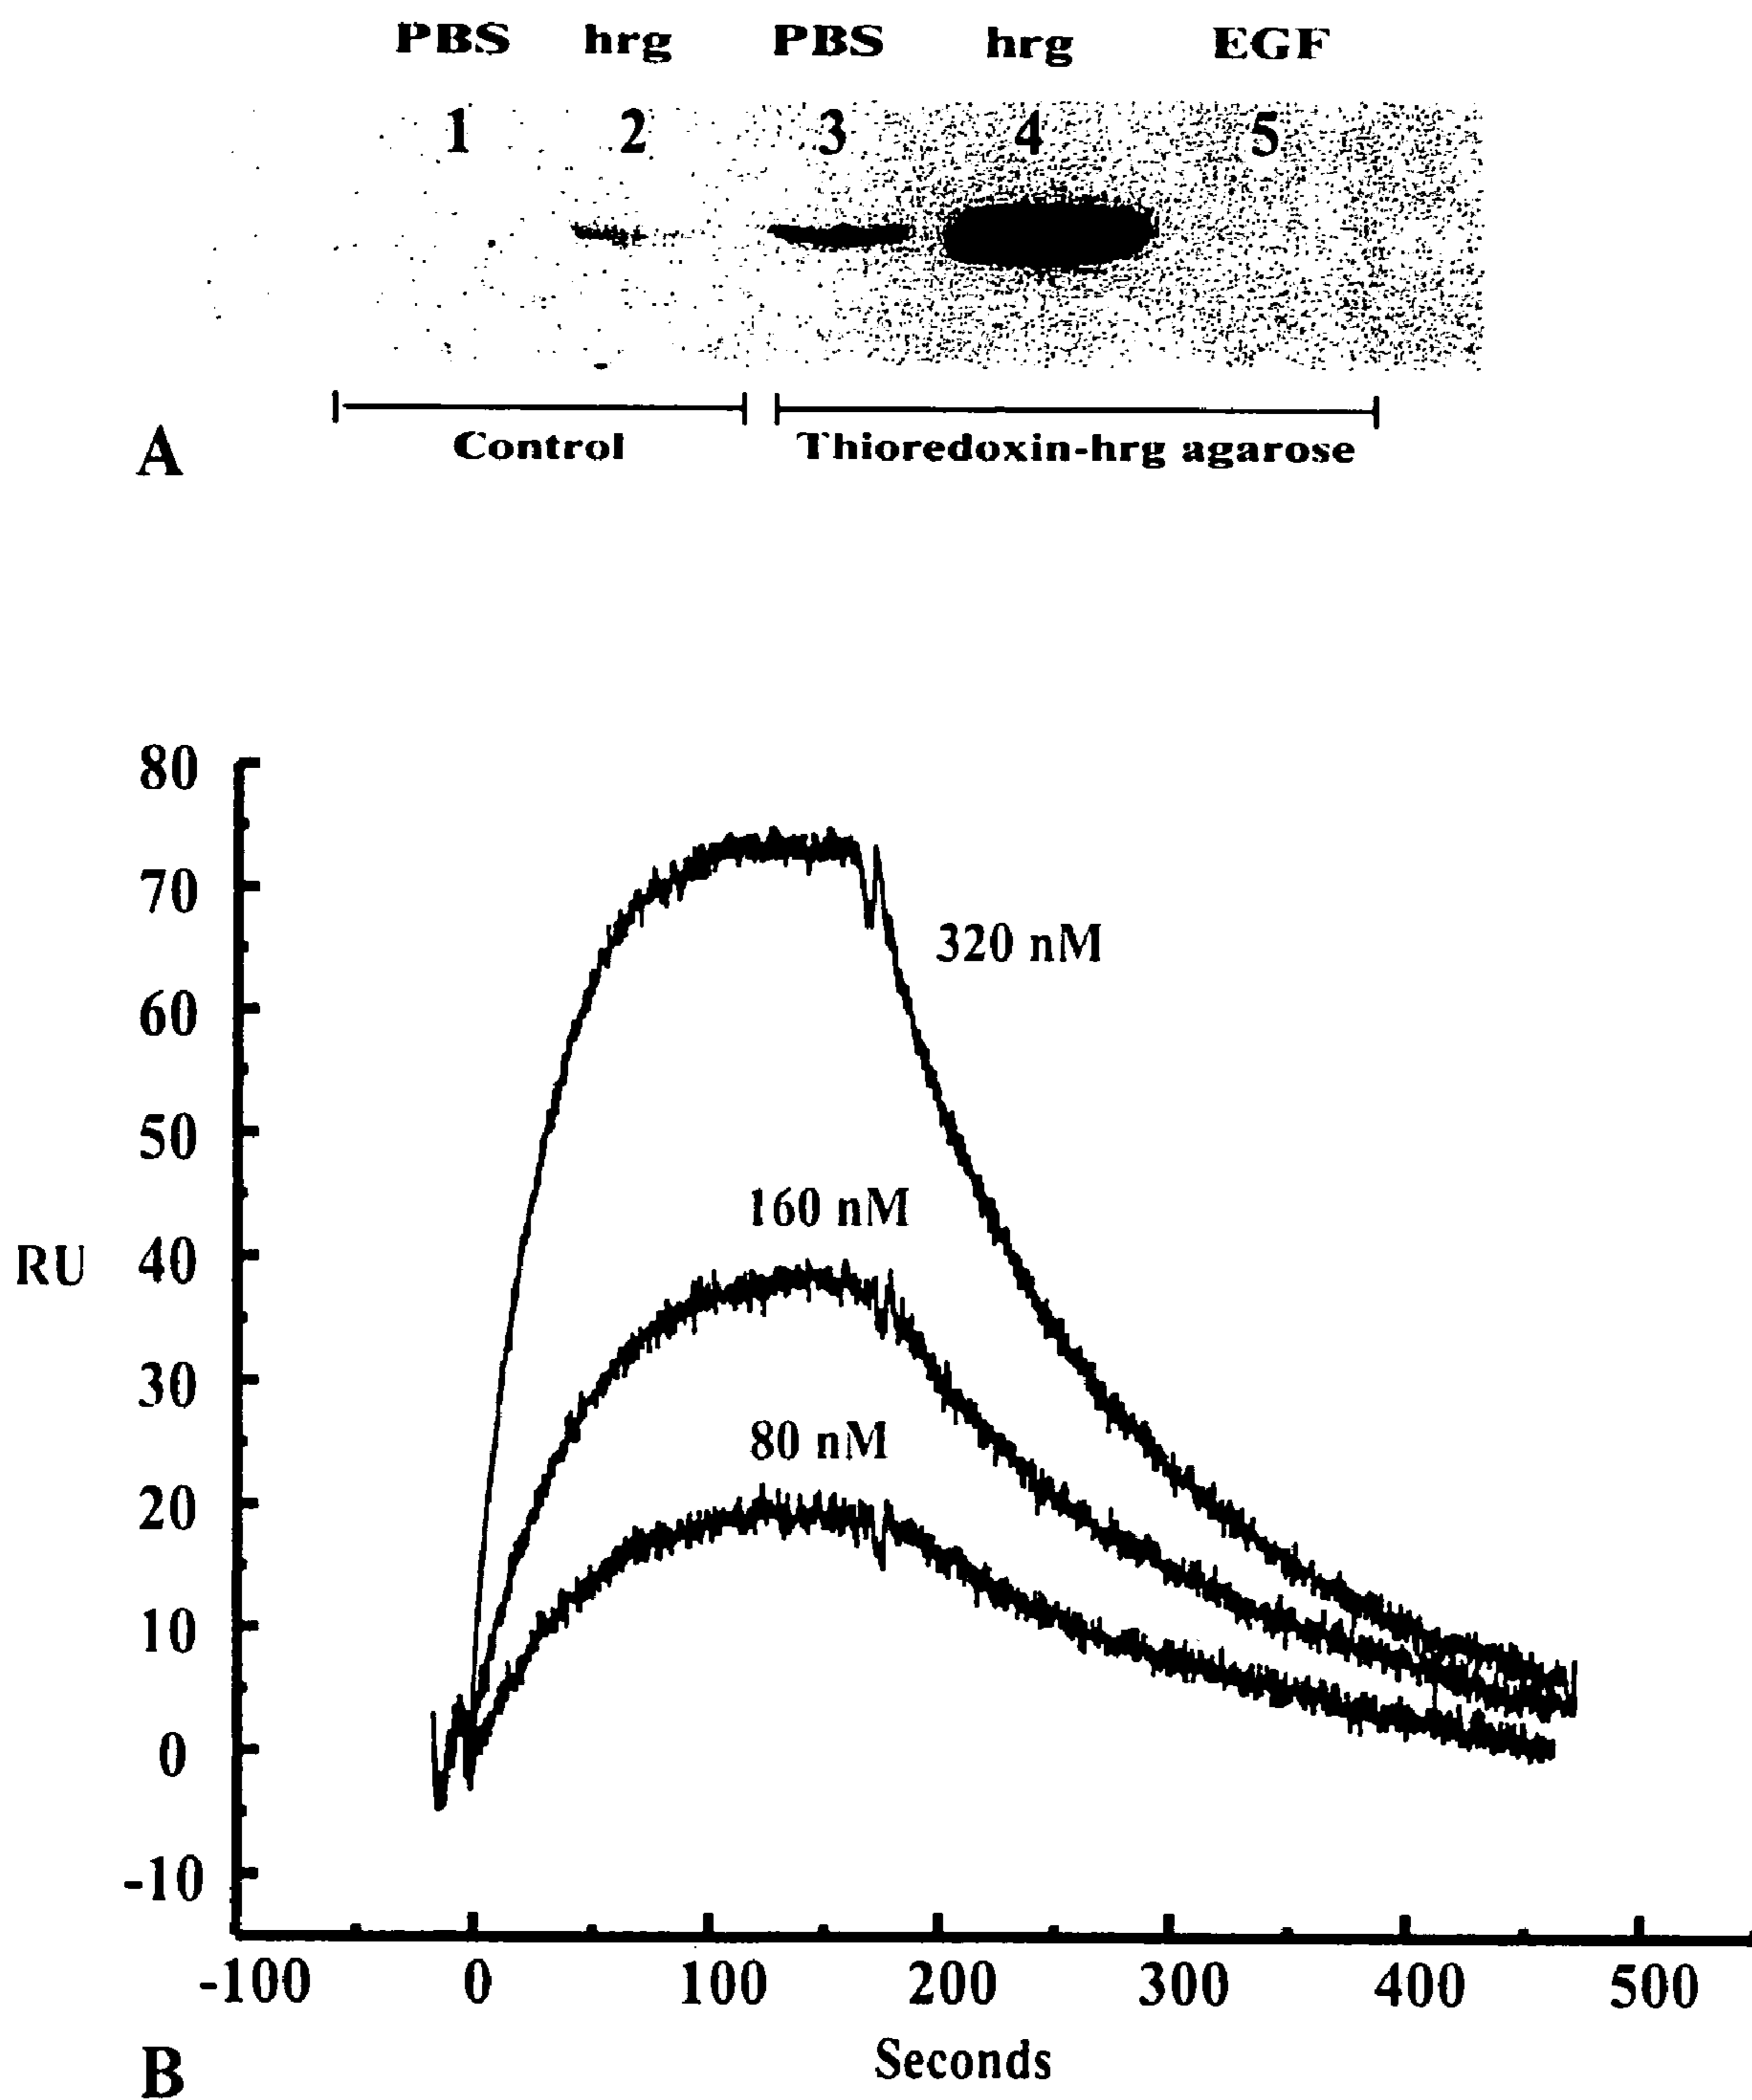 PBS hrg PBS hrg EGF
1 2 3 4 5
Control Thioredoxin-hrg agarose
A
80
70
320 nM
60
50
160 nM
RU 40
30
80 nM
20
10
0
-10
-100 0 100 200 300 400 500
Seconds
B